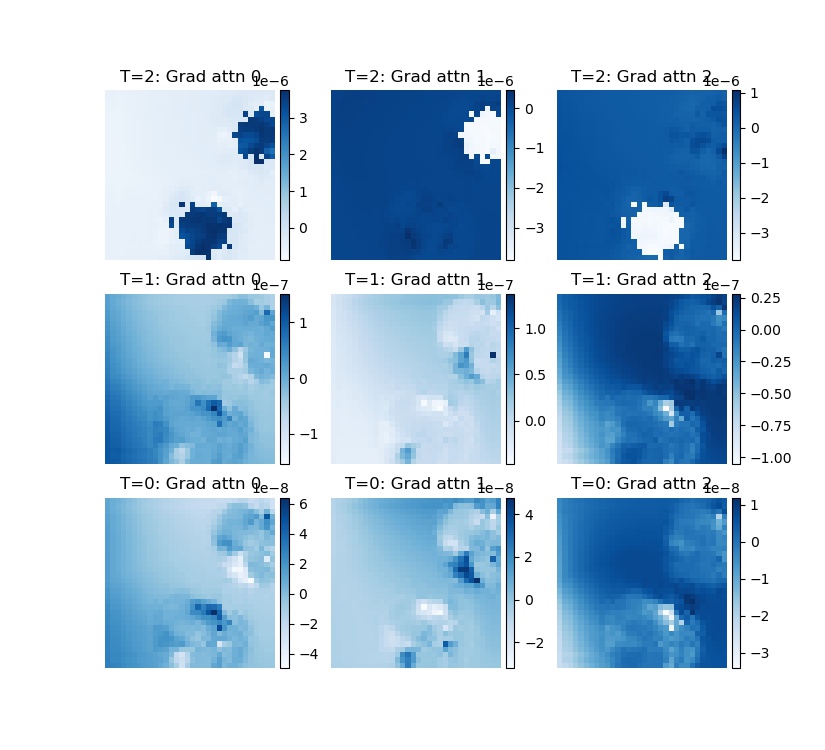 T=2: Grad attn 0
1e−6
T=2: Grad attn 1
1e−6
T=2: Grad attn 2
1e−6
3
2
1
0
0
−1
−2
−3
1
0
−1
−2
−3
T=1: Grad attn 0
1e−7
T=1: Grad attn 1
1e−7
T=1: Grad attn 2
1e−7
1
0
−1
1.0
0.5
0.0
0.25
0.00
−0.25
−0.50
−0.75
−1.00
T=0: Grad attn 0
1e−8
T=0: Grad attn 1
1e−8
T=0: Grad attn 2
1e−8
6
4
2
0
−2
−4
4
2
0
−2
1
0
−1
−2
−3